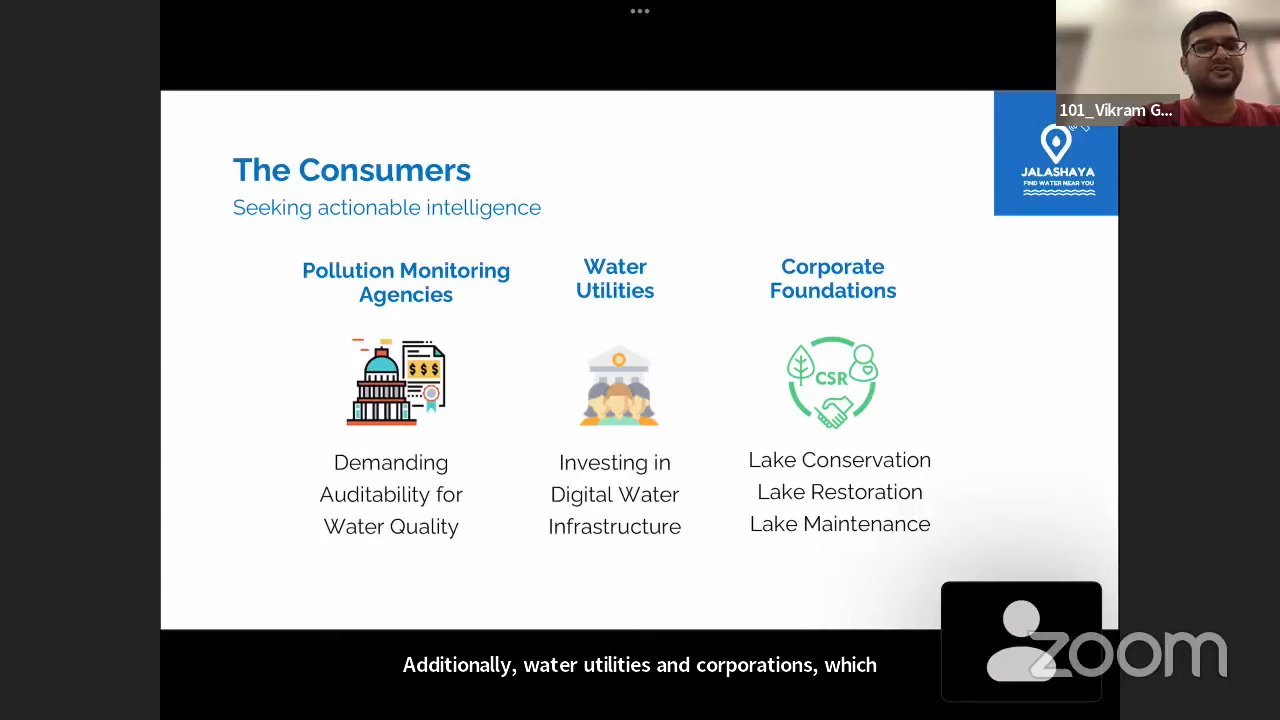 101_Vikram G...
JALASHAYA
FIND WATER NEAR YOU
The Consumers
Seeking actionable intelligence
Pollution Monitoring
Agencies
Water
Utilities
Corporate
Foundations
$$$
CSR
Demanding
Auditability for
Water Quality
Investing in
Digital Water
Infrastructure
Lake Conservation
Lake Restoration
Lake Maintenance
Additionally, water utilities and corporations, which
zoom